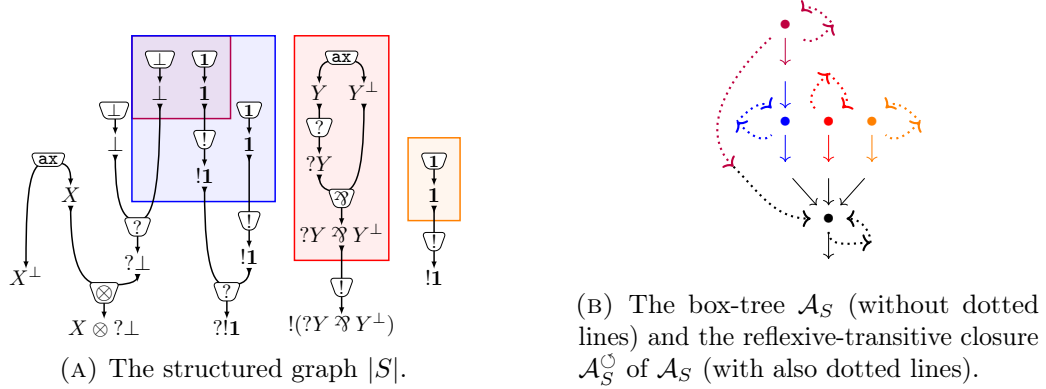 ⊥ 1 ax
⊥ 1 Y Y⊥
⊥ 1 ? 1
ax ⊥ ! 1 ?Y 1
X !1 ⅋
? ! ?Y ⅋ Y⊥ !
X⊥ ?⊥ !1 !1
⊗ ? !
X ⊗ ?⊥ ?!1 !(?Y ⅋ Y⊥)
(A) The structured graph |S|.
(B) The box-tree 𝒜_S (without dotted
lines) and the reflexive-transitive closure
𝒜_S^↺ of 𝒜_S (with also dotted lines).